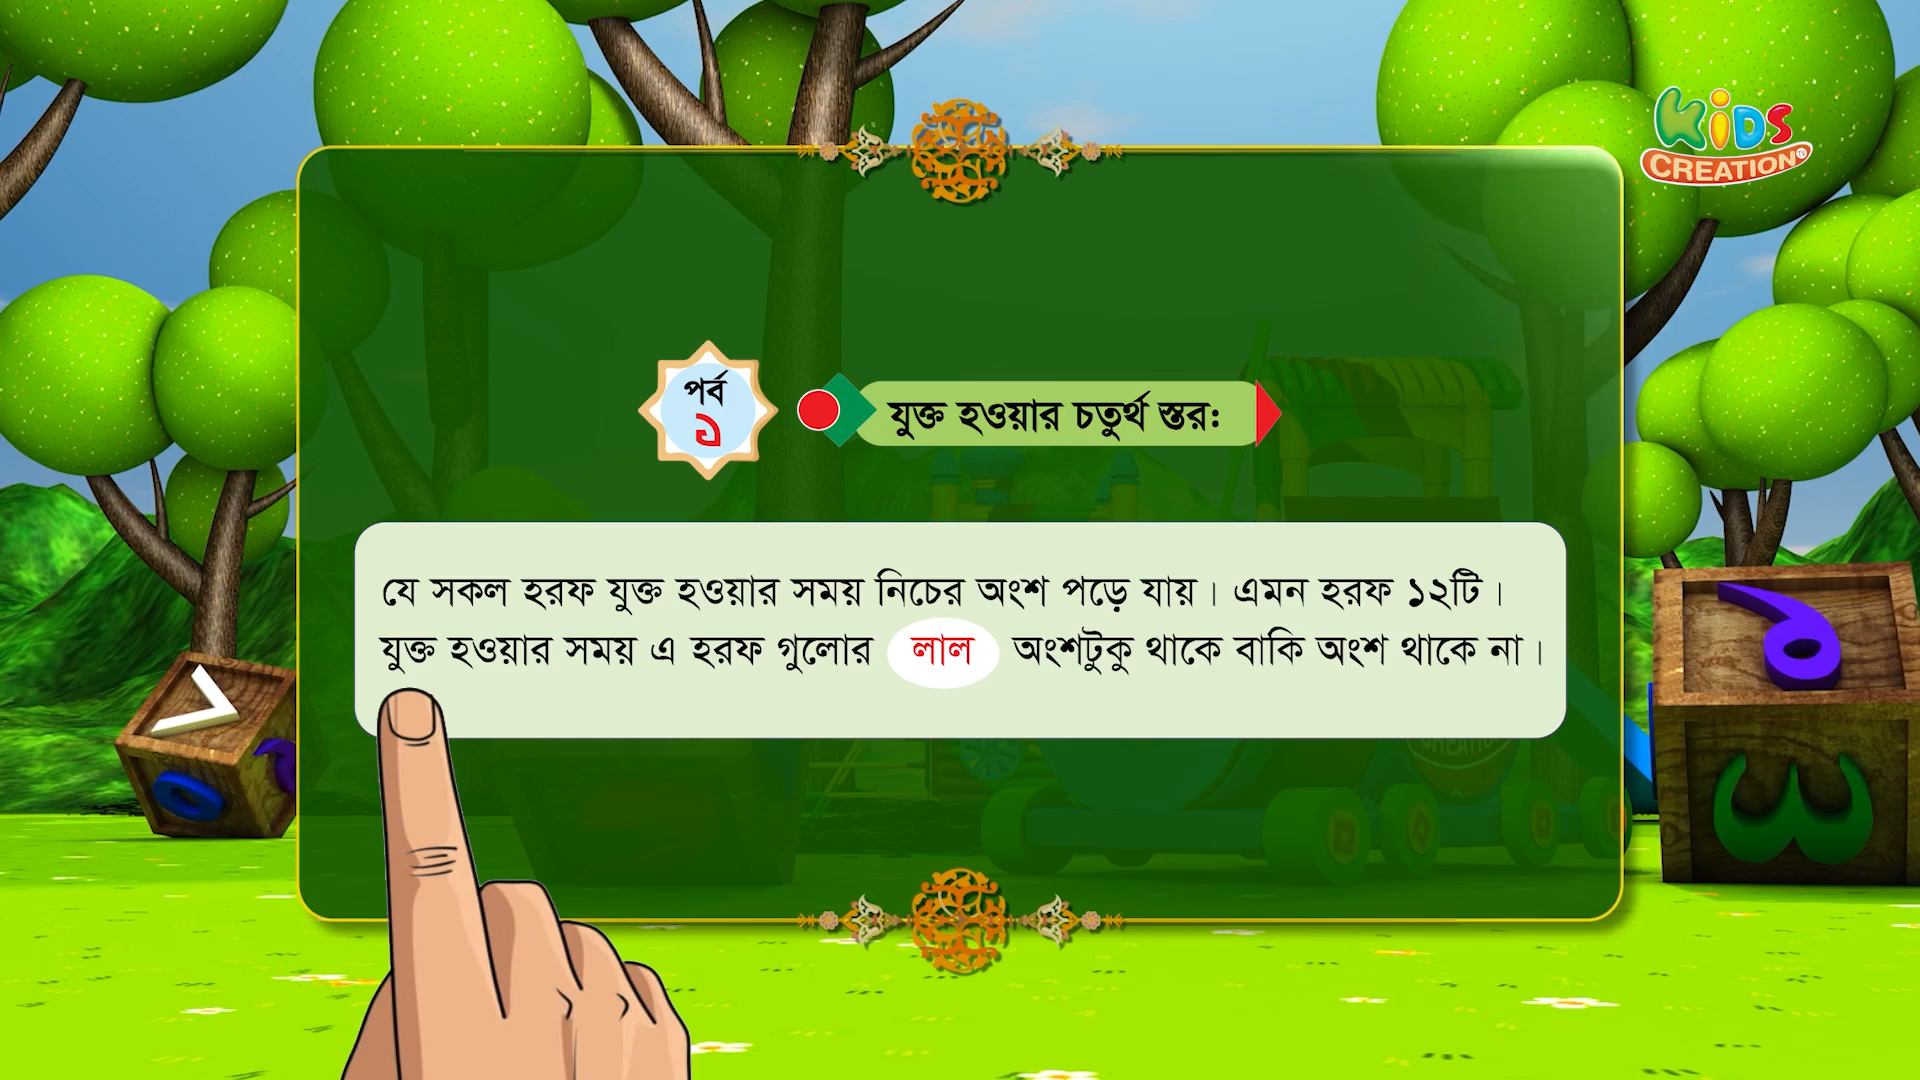 KiDS
CREATION TV
পর্ব
১
যুক্ত হওয়ার চতুর্থ স্তর:
যে সকল হরফ যুক্ত হওয়ার সময় নিচের অংশ পড়ে যায়। এমন হরফ ১২টি।
যুক্ত হওয়ার সময় এ হরফ গুলোর লাল অংশটুকু থাকে বাকি অংশ থাকে না।